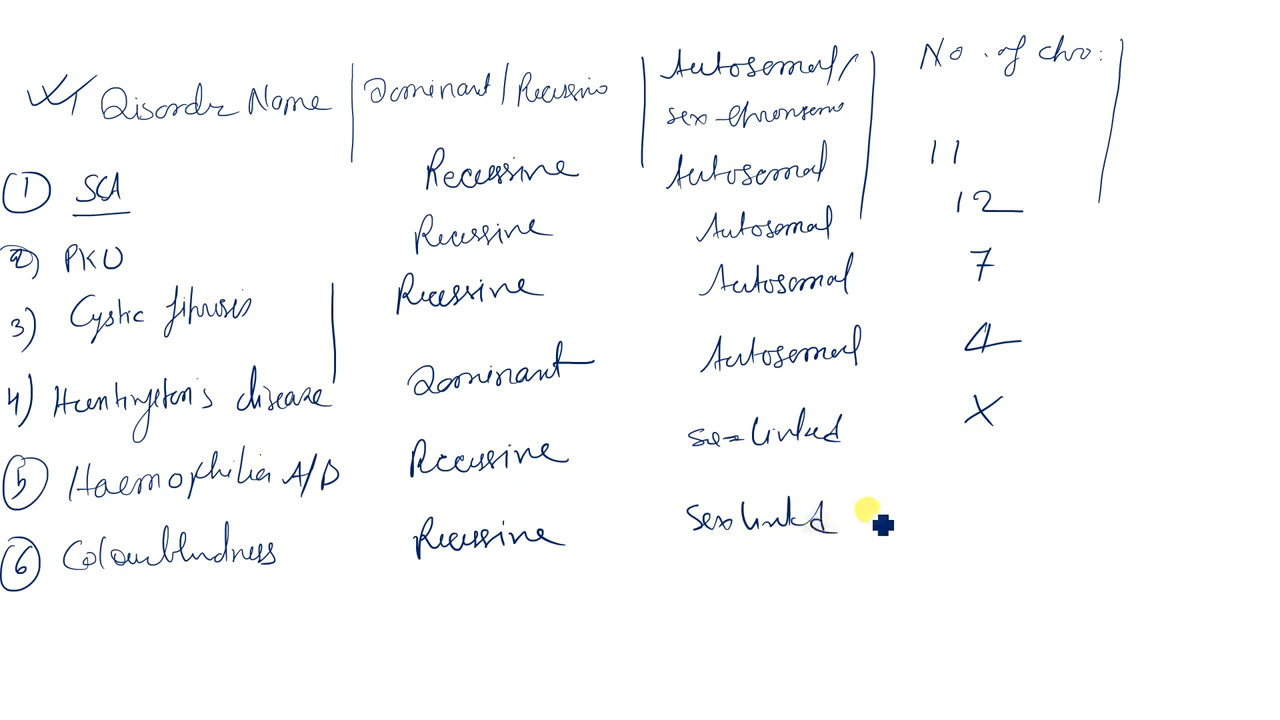 Disorder Name | Dominant / Recessive | Autosomal / sex chromosome | No. of chro:
① SCA Recessive Autosomal 11
2) PKU Recessive Autosomal 12
3) Cystic fibrosis Recessive Autosomal 7
4) Huntington's disease Dominant Autosomal 4
⑤ Haemophilia A/B Recessive sex-linked X
⑥ Colourblindness Recessive Sex linked